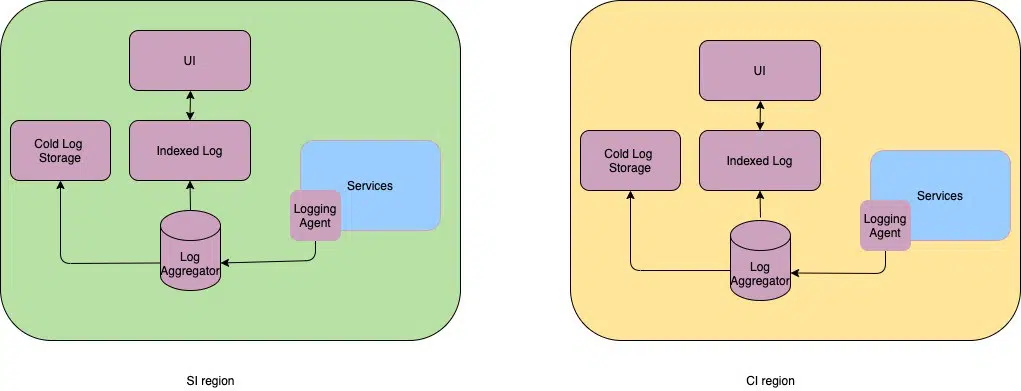 UI
Cold Log
Storage
Indexed Log
Services
Logging
Agent
Log
Aggregator
SI region
UI
Cold Log
Storage
Indexed Log
Services
Logging
Agent
Log
Aggregator
CI region